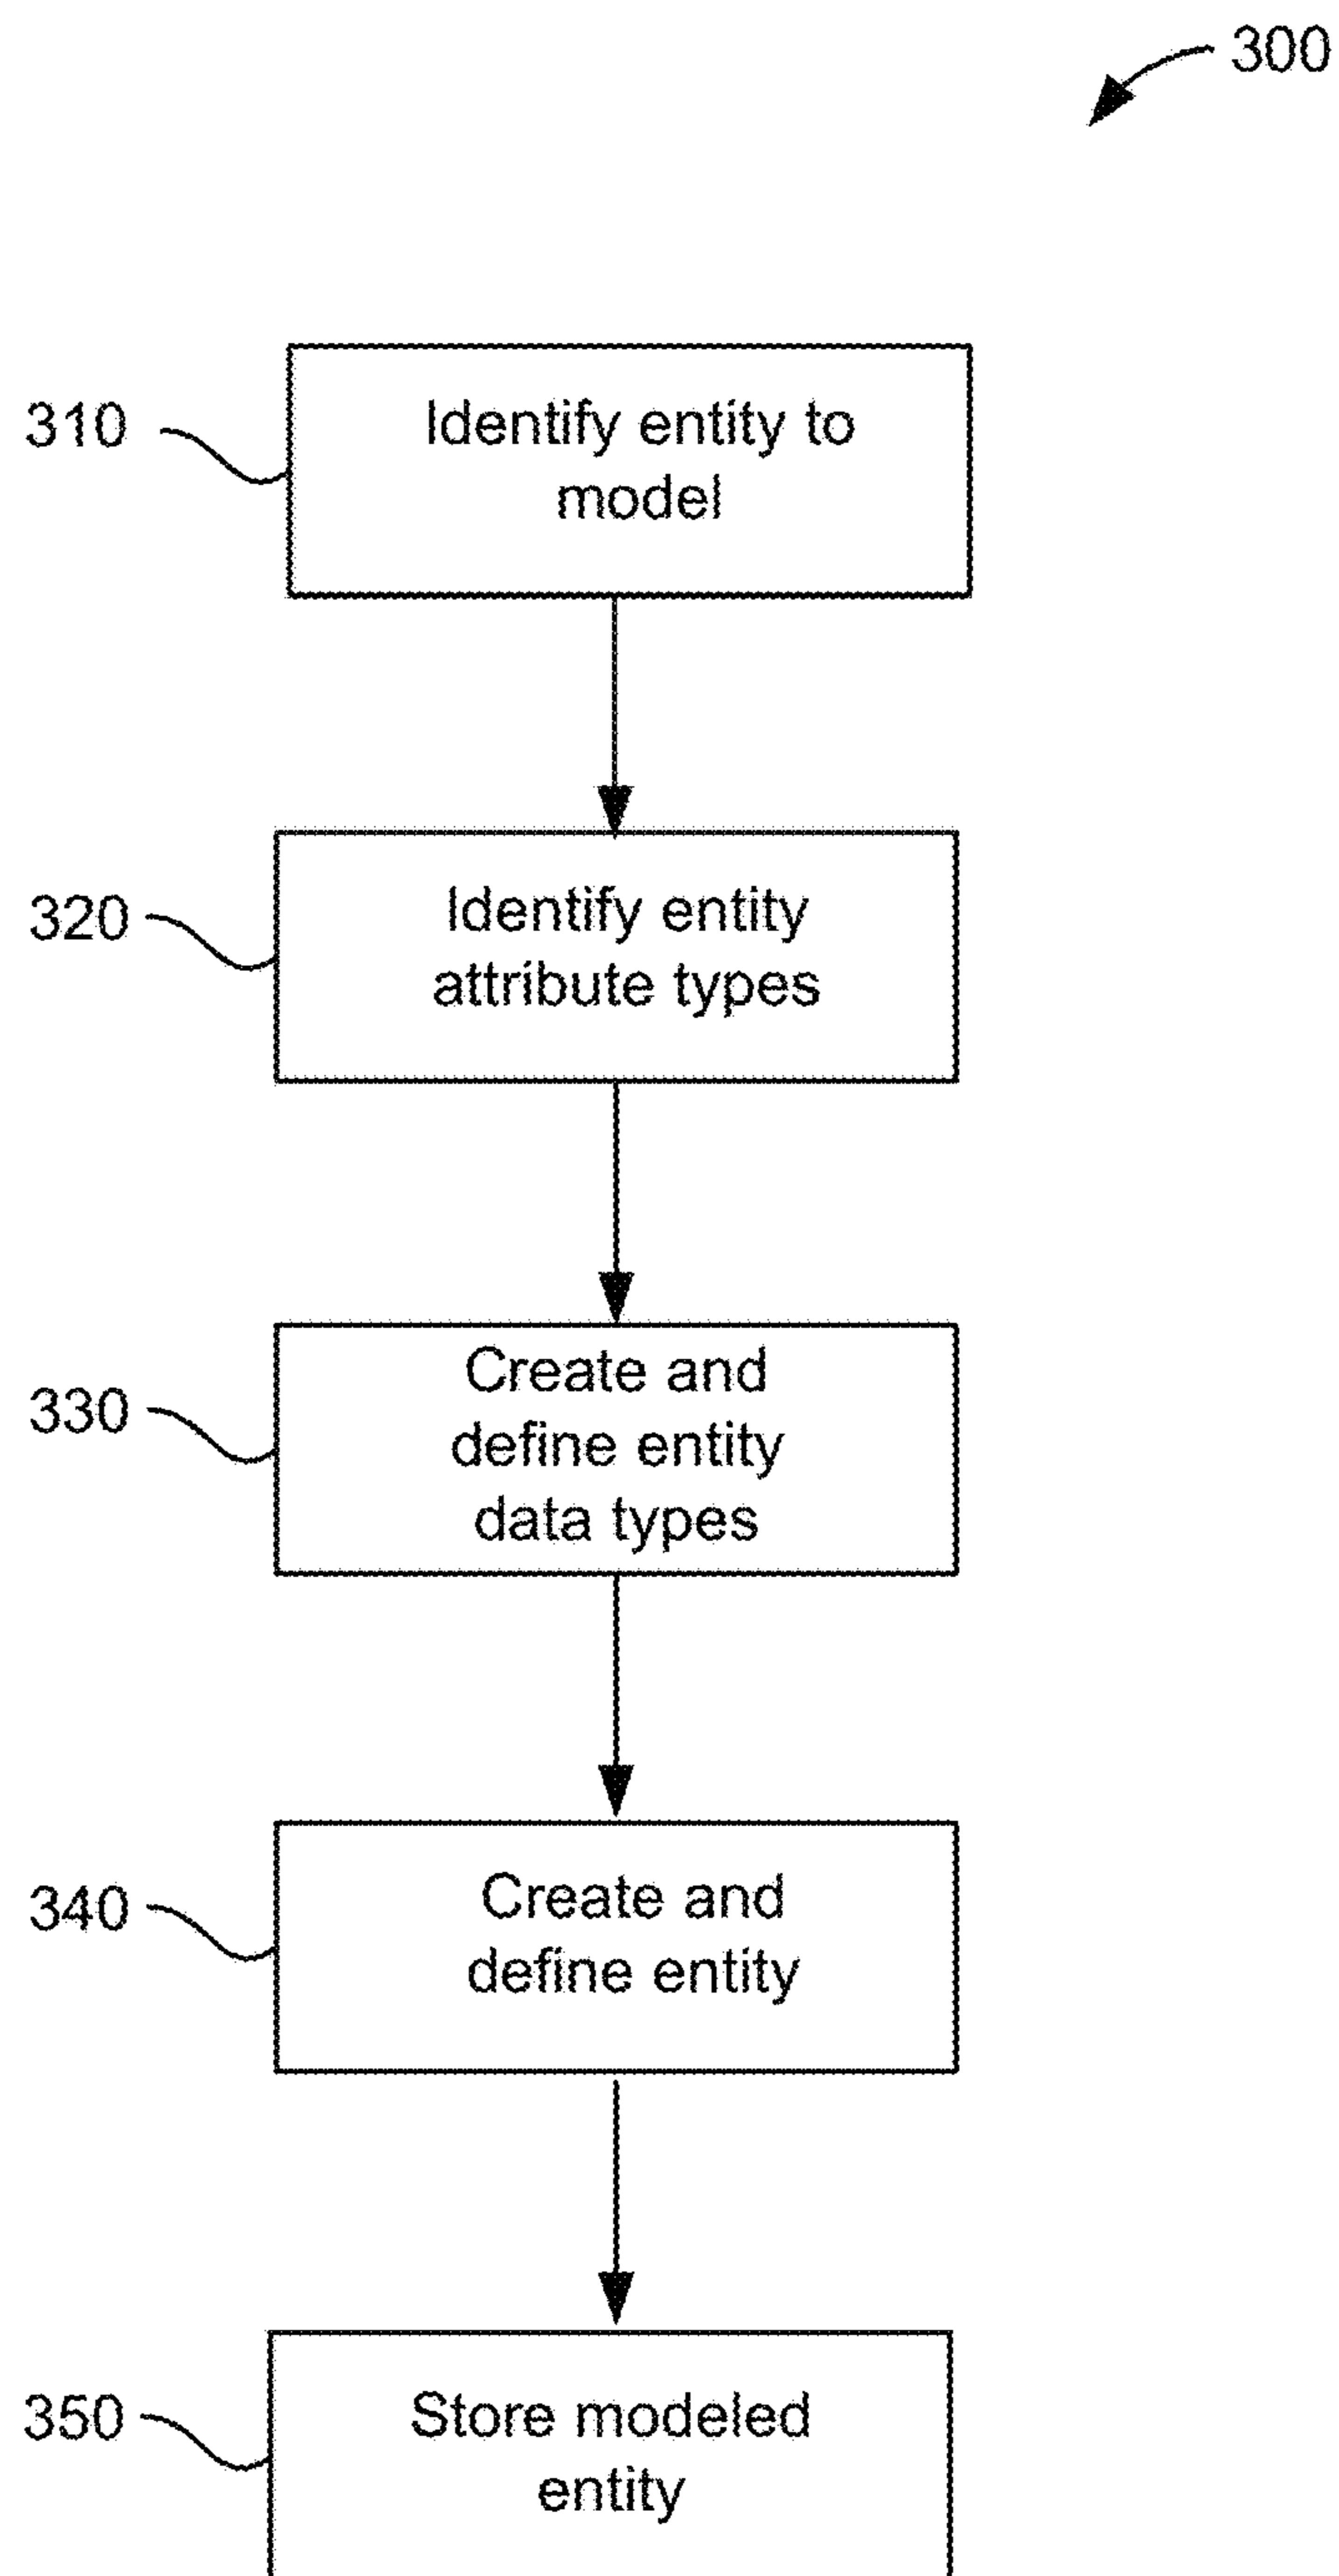 300
310
Identify entity to
model
320
Identify entity
attribute types
330
Create and
define entity
data types
340
Create and
define entity
350
Store modeled
entity